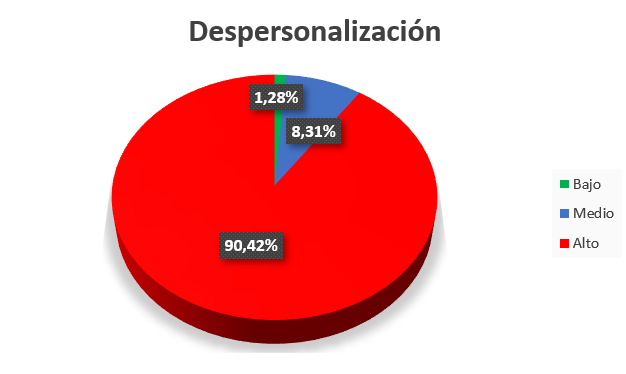 Despersonalización
1,28%
8,31%
90,42%
Bajo
Medio
Alto